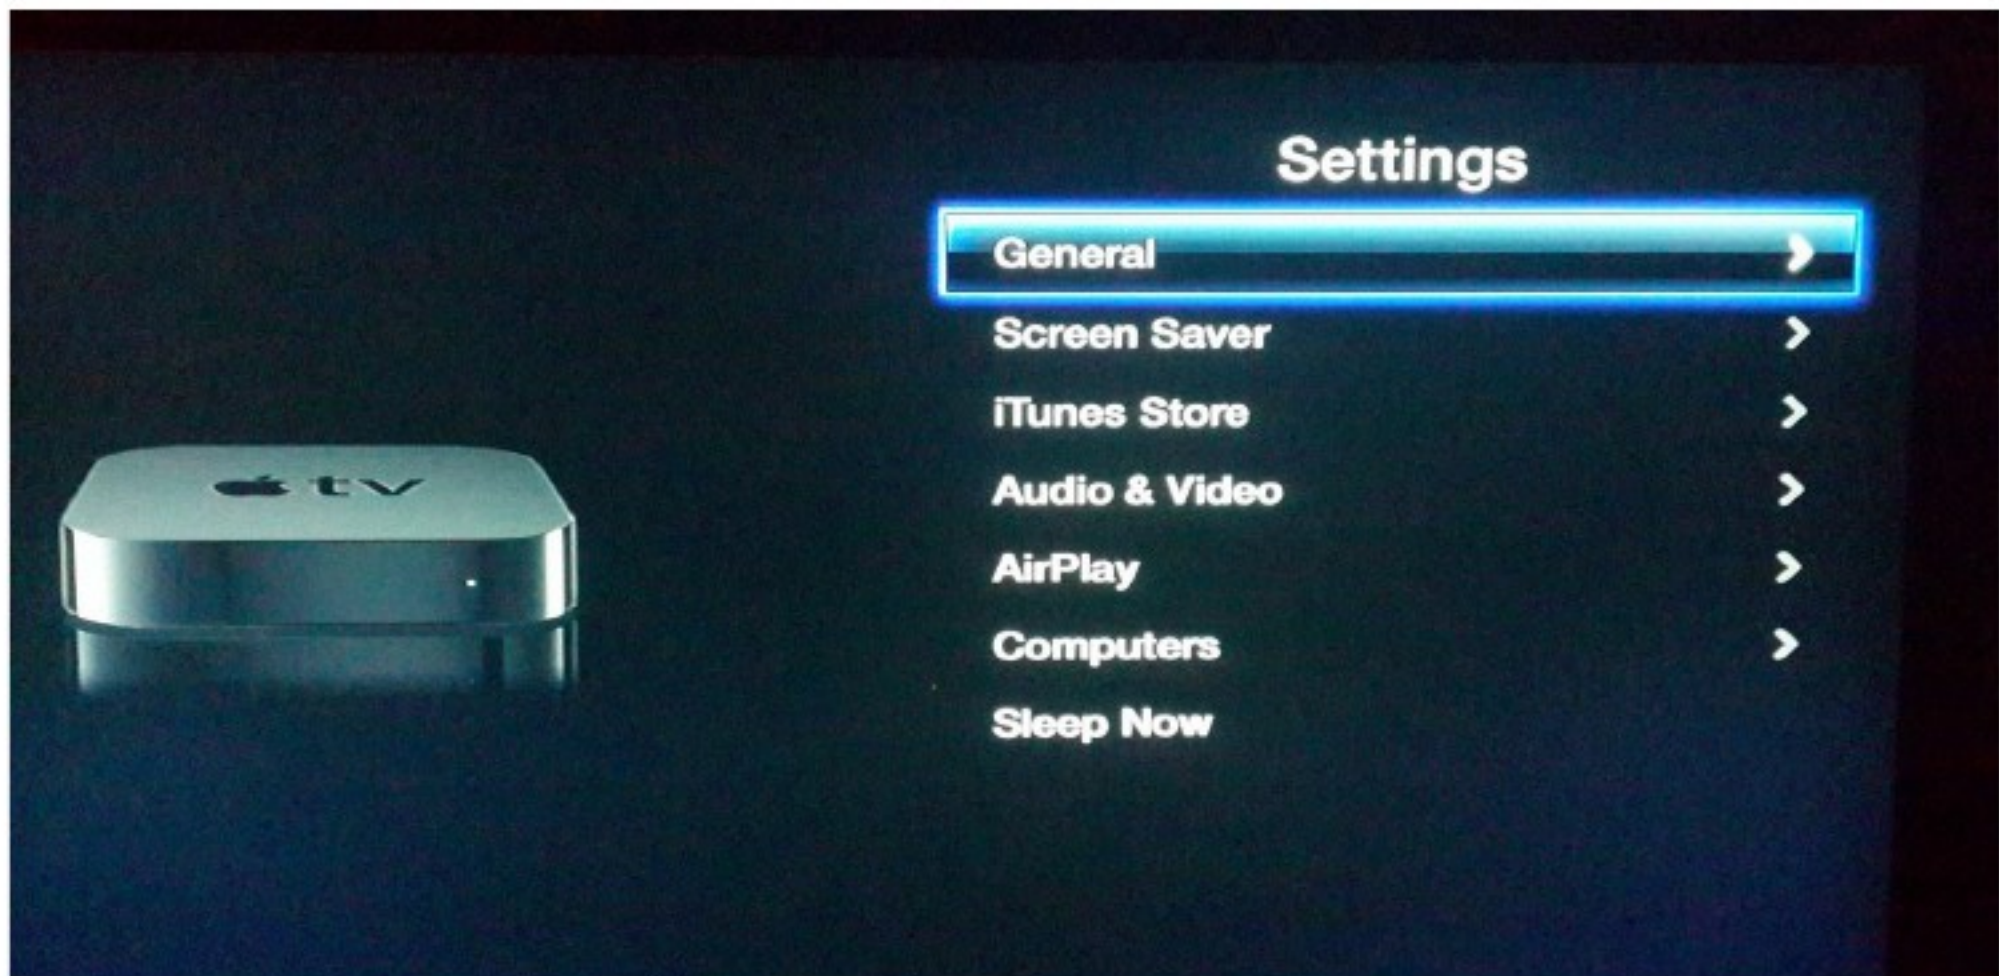 Settings
General
Screen Saver
iTunes Store
Audio & Video
AirPlay
Computers
Sleep Now
tv